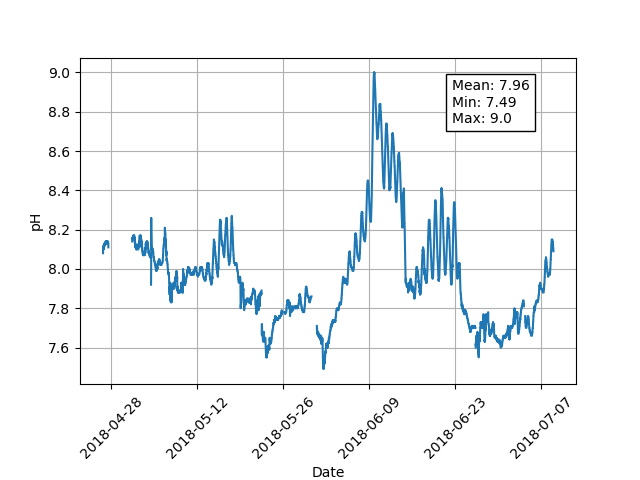 9.0
8.8
8.6
8.4
8.2
8.0
7.8
7.6
pH
Mean: 7.96
Min: 7.49
Max: 9.0
2018-04-28
2018-05-12
2018-05-26
2018-06-09
2018-06-23
2018-07-07
Date